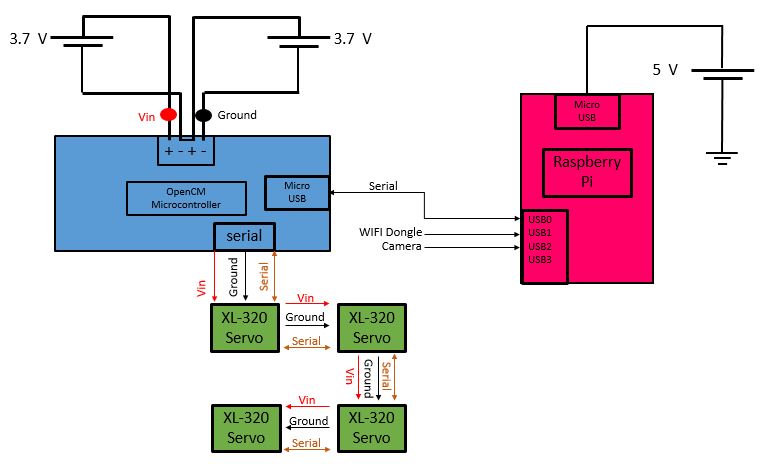 3.7 V
3.7 V
5 V
Vin
Ground
+ - + -
Micro
USB
Raspberry
Pi
OpenCM
Microcontroller
Micro
USB
Serial
serial
WIFI Dongle
Camera
USB0
USB1
USB2
USB3
Vin
Ground
Serial
XL-320
Servo
Vin
Ground
Serial
XL-320
Servo
Vin
Ground
Serial
XL-320
Servo
Vin
Ground
Serial
XL-320
Servo